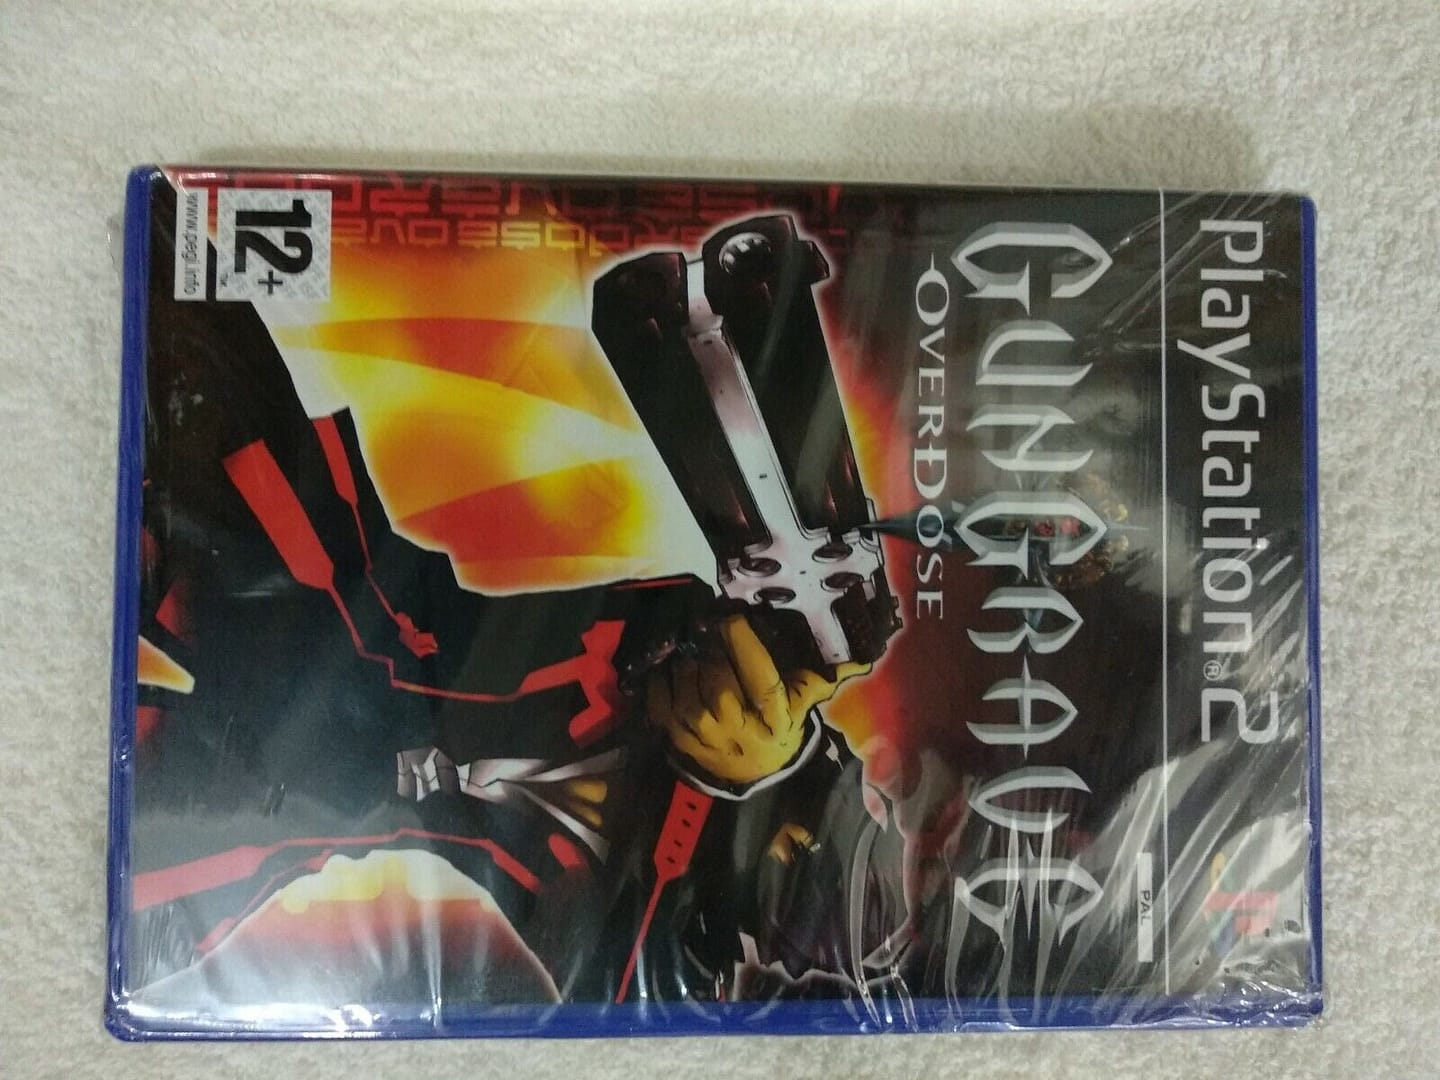 PlayStation®2
PAL
GUNGRAVE
OVERDOSE
12+
www.pegi.info